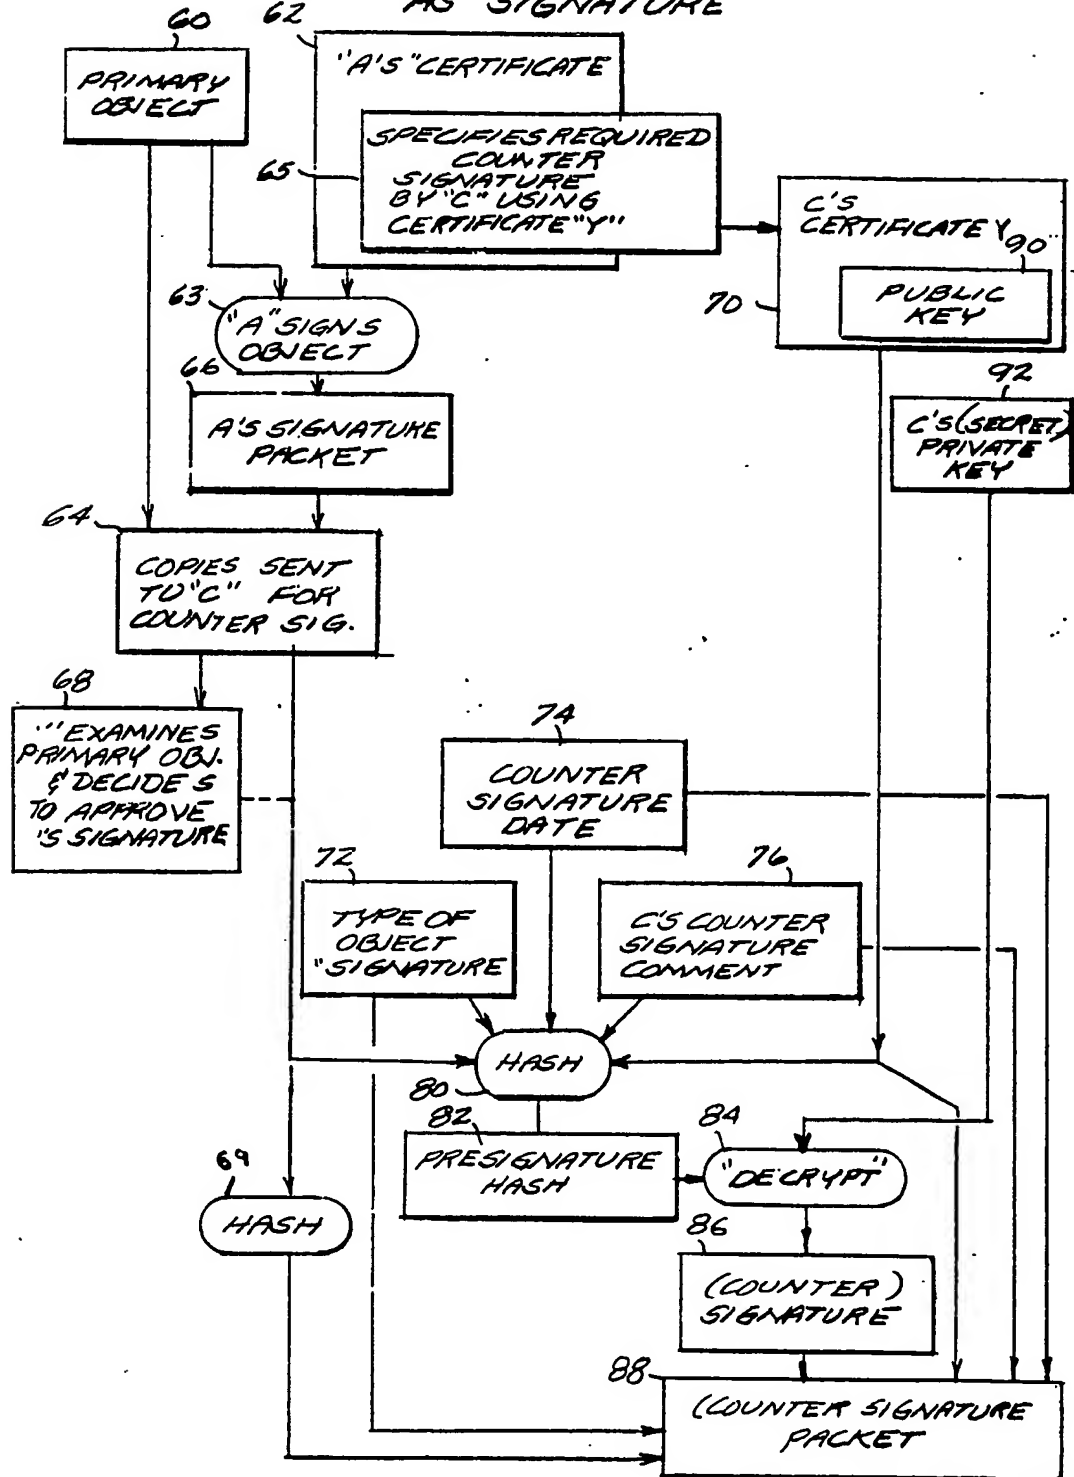 AS SIGNATURE
60
62
PRIMARY
OBJECT
"A'S" CERTIFICATE
65
SPECIFIES REQUIRED
COUNTER
SIGNATURE
BY "C" USING
CERTIFICATE "Y"
C'S
CERTIFICATE Y
90
70
PUBLIC
KEY
63
"A" SIGNS
OBJECT
66
A'S SIGNATURE
PACKET
92
C'S (SECRET)
PRIVATE
KEY
64
COPIES SENT
TO "C" FOR
COUNTER SIG.
68
"' EXAMINES
PRIMARY OBJ.
& DECIDES
TO APPROVE
'S SIGNATURE
74
COUNTER
SIGNATURE
DATE
72
TYPE OF
OBJECT
"SIGNATURE
76
C'S COUNTER
SIGNATURE
COMMENT
HASH
80
82
PRESIGNATURE
HASH
84
"DECRYPT"
69
HASH
86
(COUNTER)
SIGNATURE
88
(COUNTER SIGNATURE
PACKET